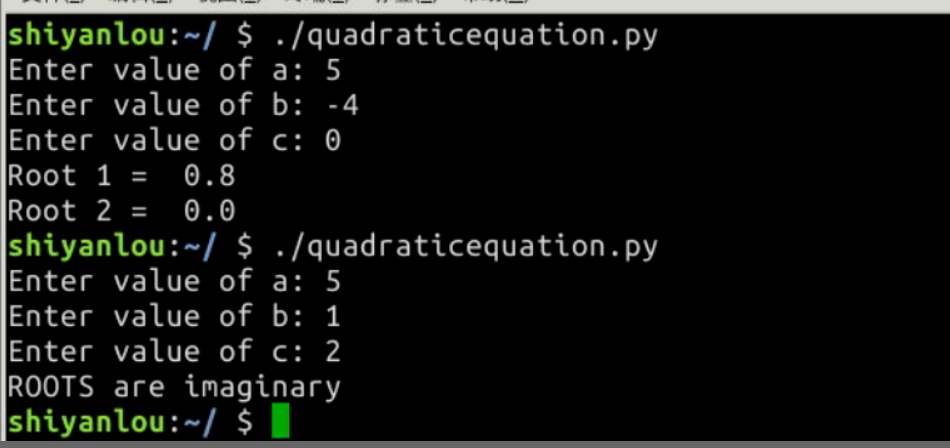 shiyanlou:~/ $ ./quadraticequation.py
Enter value of a: 5
Enter value of b: -4
Enter value of c: 0
Root 1 =  0.8
Root 2 =  0.0
shiyanlou:~/ $ ./quadraticequation.py
Enter value of a: 5
Enter value of b: 1
Enter value of c: 2
ROOTS are imaginary
shiyanlou:~/ $